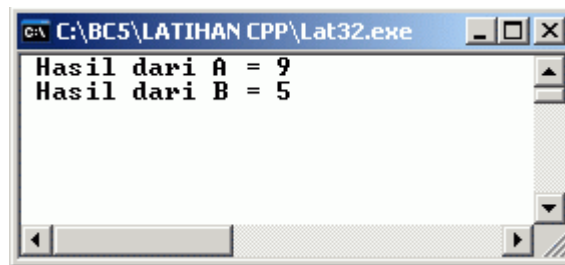 C:\BC5\LATIHAN CPP\Lat32.exe
Hasil dari A = 9
Hasil dari B = 5